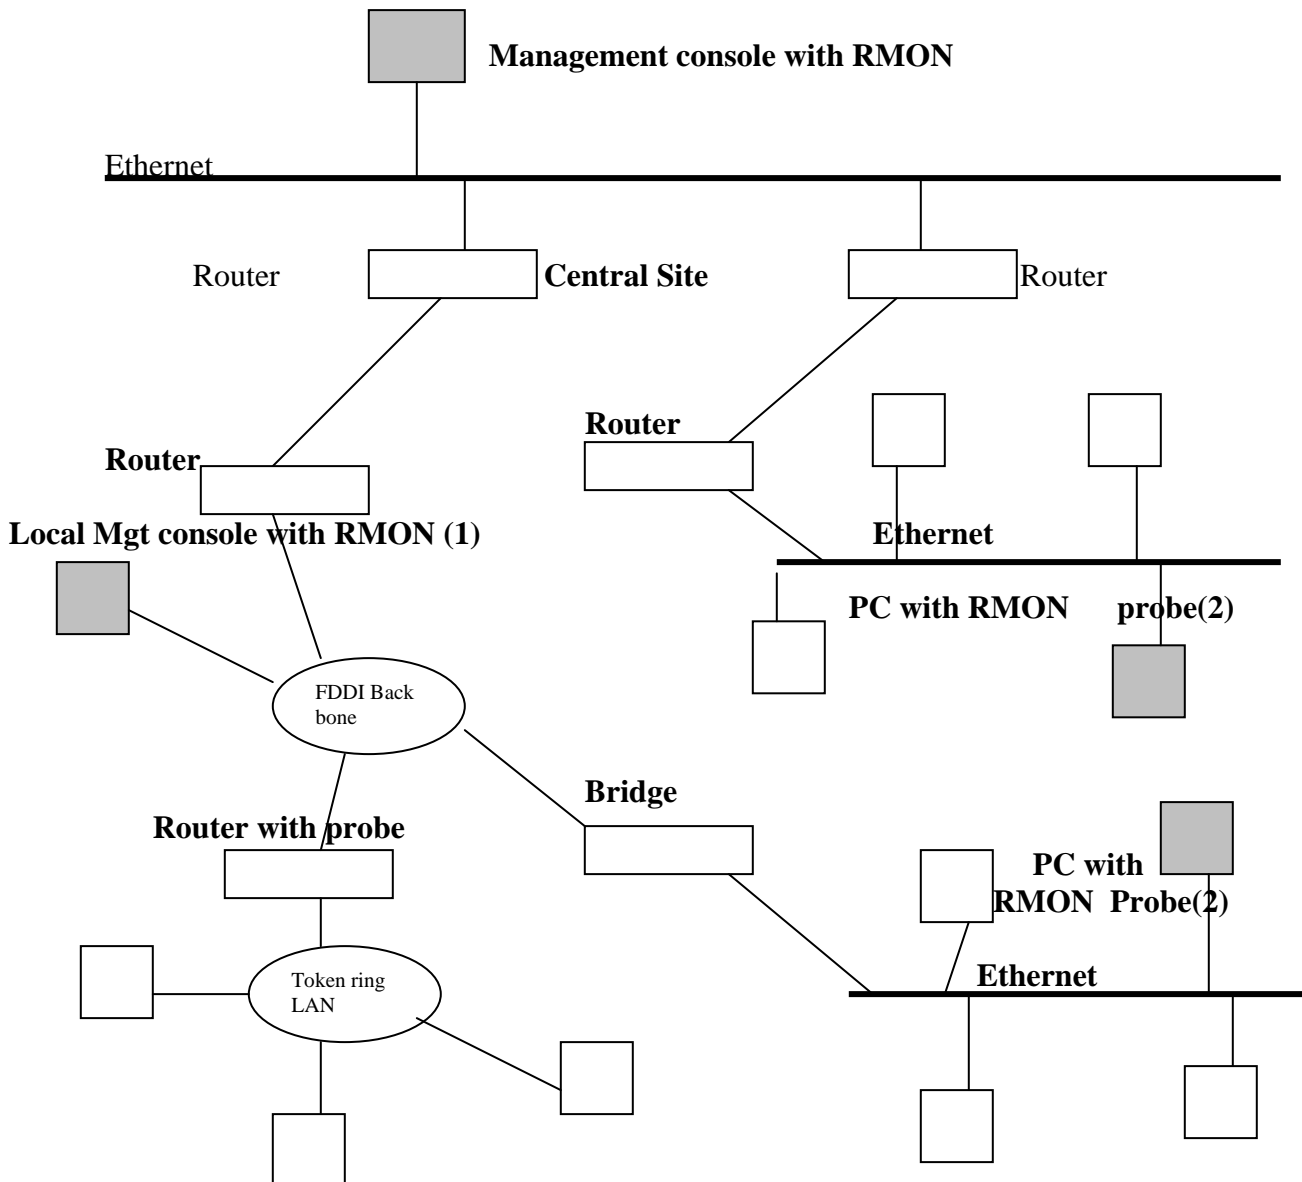 Management console with RMON
Ethernet
Router
Central Site
Router
Router
Router
Local Mgt console with RMON (1)
Ethernet
PC with RMON probe(2)
FDDI Back
bone
Bridge
Router with probe
PC with
RMON Probe(2)
Ethernet
Token ring
LAN